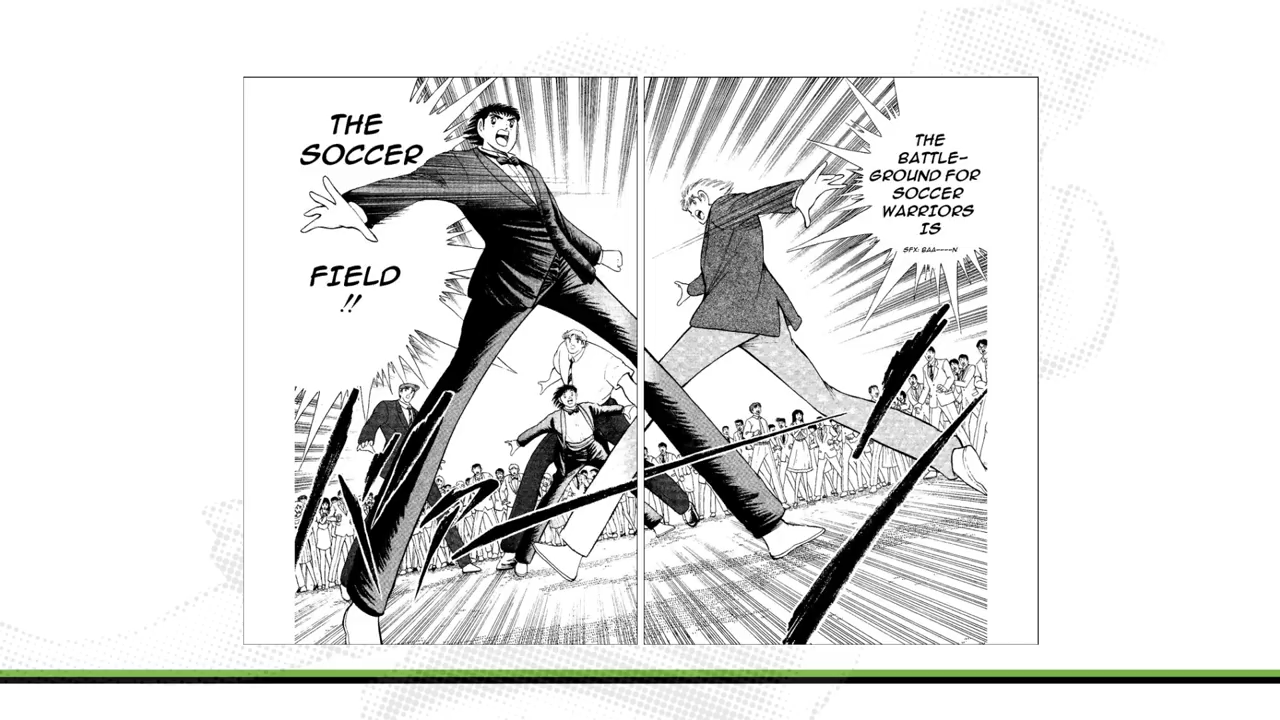 THE
BATTLE-
GROUND FOR
SOCCER
WARRIORS
IS
SFX: BAA----N
THE
SOCCER
FIELD
!!